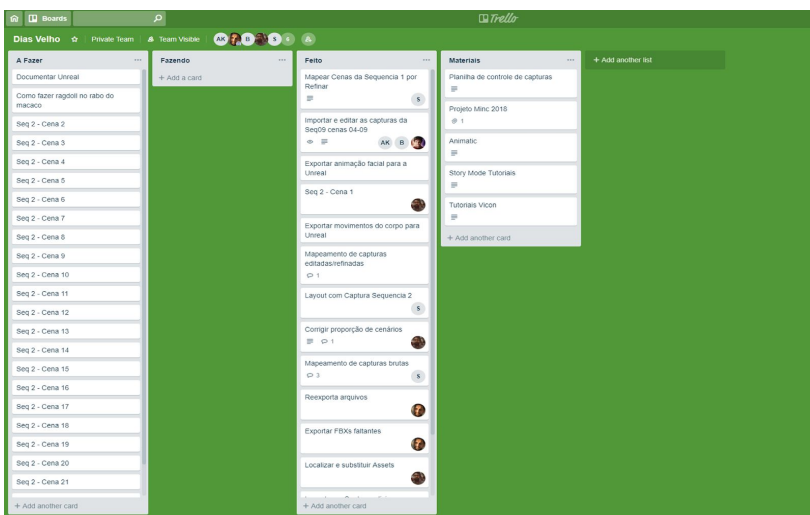 Boards
Trello
Dias Velho
Private Team
Team Visible
AK
B
S
6
A Fazer
Documentar Unreal
Como fazer ragdoll no rabo do
macaco
Seq 2 - Cena 2
Seq 2 - Cena 3
Seq 2 - Cena 4
Seq 2 - Cena 5
Seq 2 - Cena 6
Seq 2 - Cena 7
Seq 2 - Cena 8
Seq 2 - Cena 9
Seq 2 - Cena 10
Seq 2 - Cena 11
Seq 2 - Cena 12
Seq 2 - Cena 13
Seq 2 - Cena 14
Seq 2 - Cena 15
Seq 2 - Cena 16
Seq 2 - Cena 17
Seq 2 - Cena 18
Seq 2 - Cena 19
Seq 2 - Cena 20
Seq 2 - Cena 21
+ Add another card
Fazendo
+ Add a card
Feito
Mapear Cenas da Sequencia 1 por
Refinar
S
Importar e editar as capturas da
Seq09 cenas 04-09
AK B
Exportar animação facial para a
Unreal
Seq 2 - Cena 1
Exportar movimentos do corpo para
Unreal
Mapeamento de capturas
editadas/refinadas
1
Layout com Captura Sequencia 2
S
Corrigir proporção de cenários
1
Mapeamento de capturas brutas
3
S
Reexporta arquivos
Exportar FBXs faltantes
Localizar e substituir Assets
+ Add another card
Materiais
Planilha de controle de capturas
Projeto Minc 2018
1
Animatic
Story Mode Tutoriais
Tutoriais Vicon
+ Add another card
+ Add another list